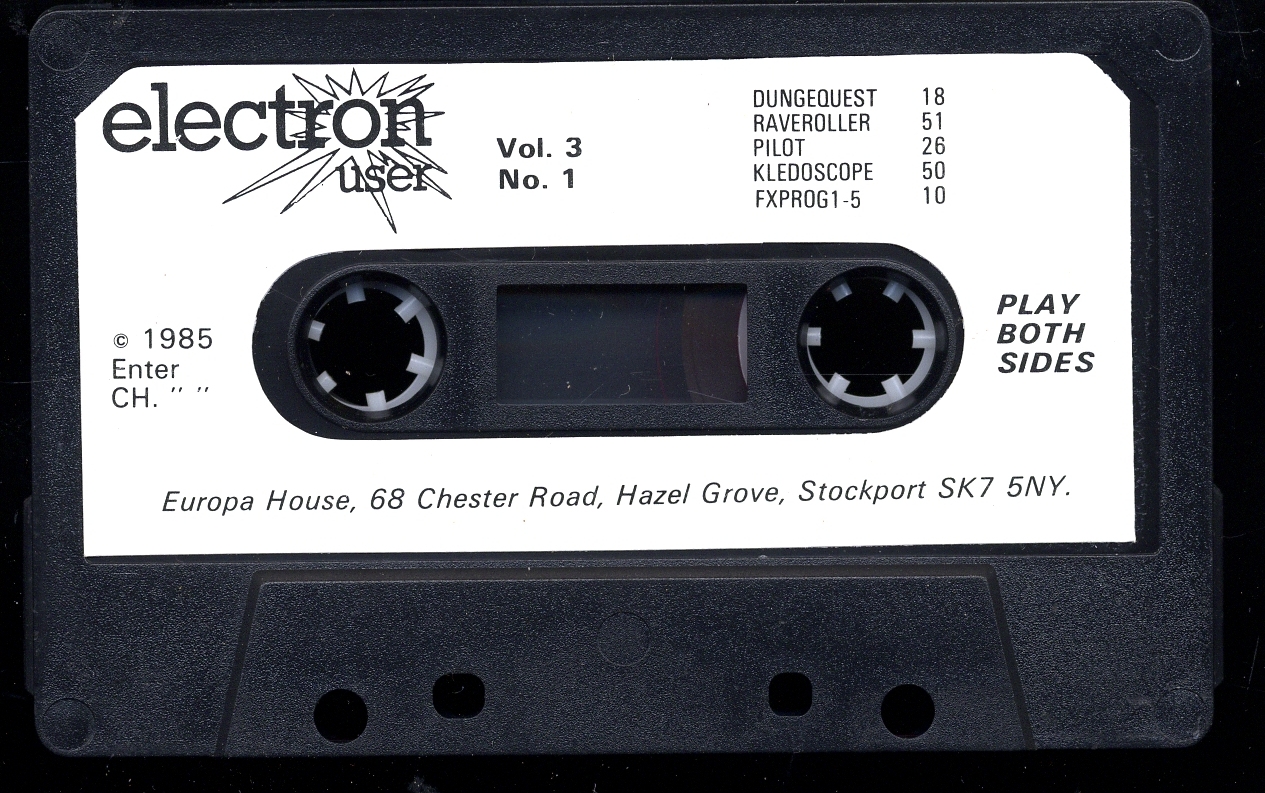 electron
user
Vol. 3
No. 1
DUNGEQUEST 18
RAVEROLLER 51
PILOT 26
KLEDOSCOPE 50
FXPROG1-5 10
© 1985
Enter
CH. " "
PLAY
BOTH
SIDES
Europa House, 68 Chester Road, Hazel Grove, Stockport SK7 5NY.